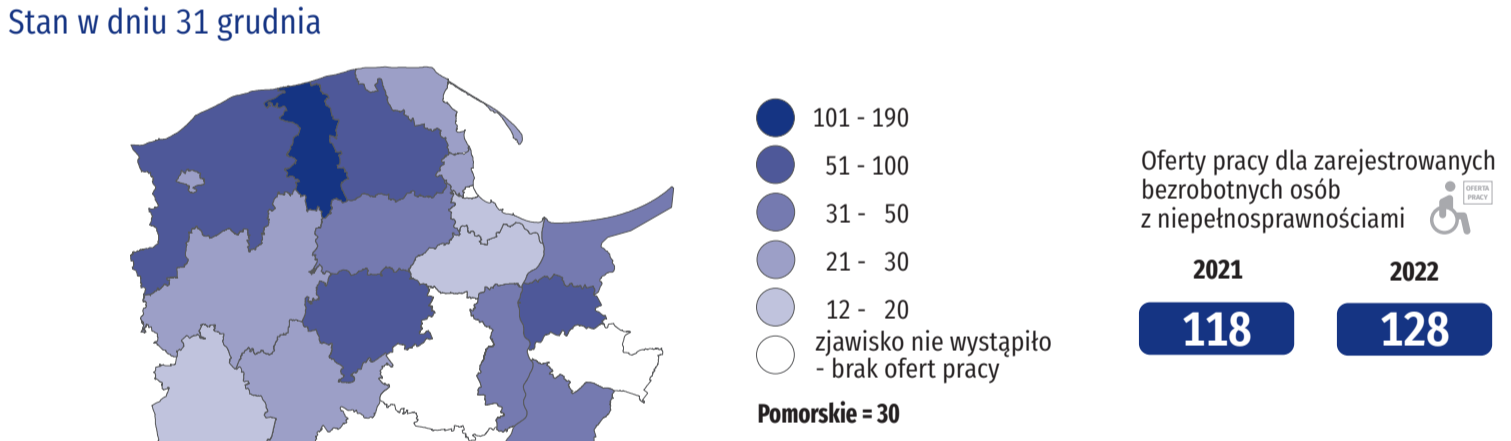 Stan w dniu 31 grudnia
101 - 190
51 - 100
31 - 50
21 - 30
12 - 20
zjawisko nie wystąpiło
- brak ofert pracy
Pomorskie = 30
Oferty pracy dla zarejestrowanych
bezrobotnych osób
z niepełnosprawnościami
OFERTA
PRACY
2021
2022
118
128